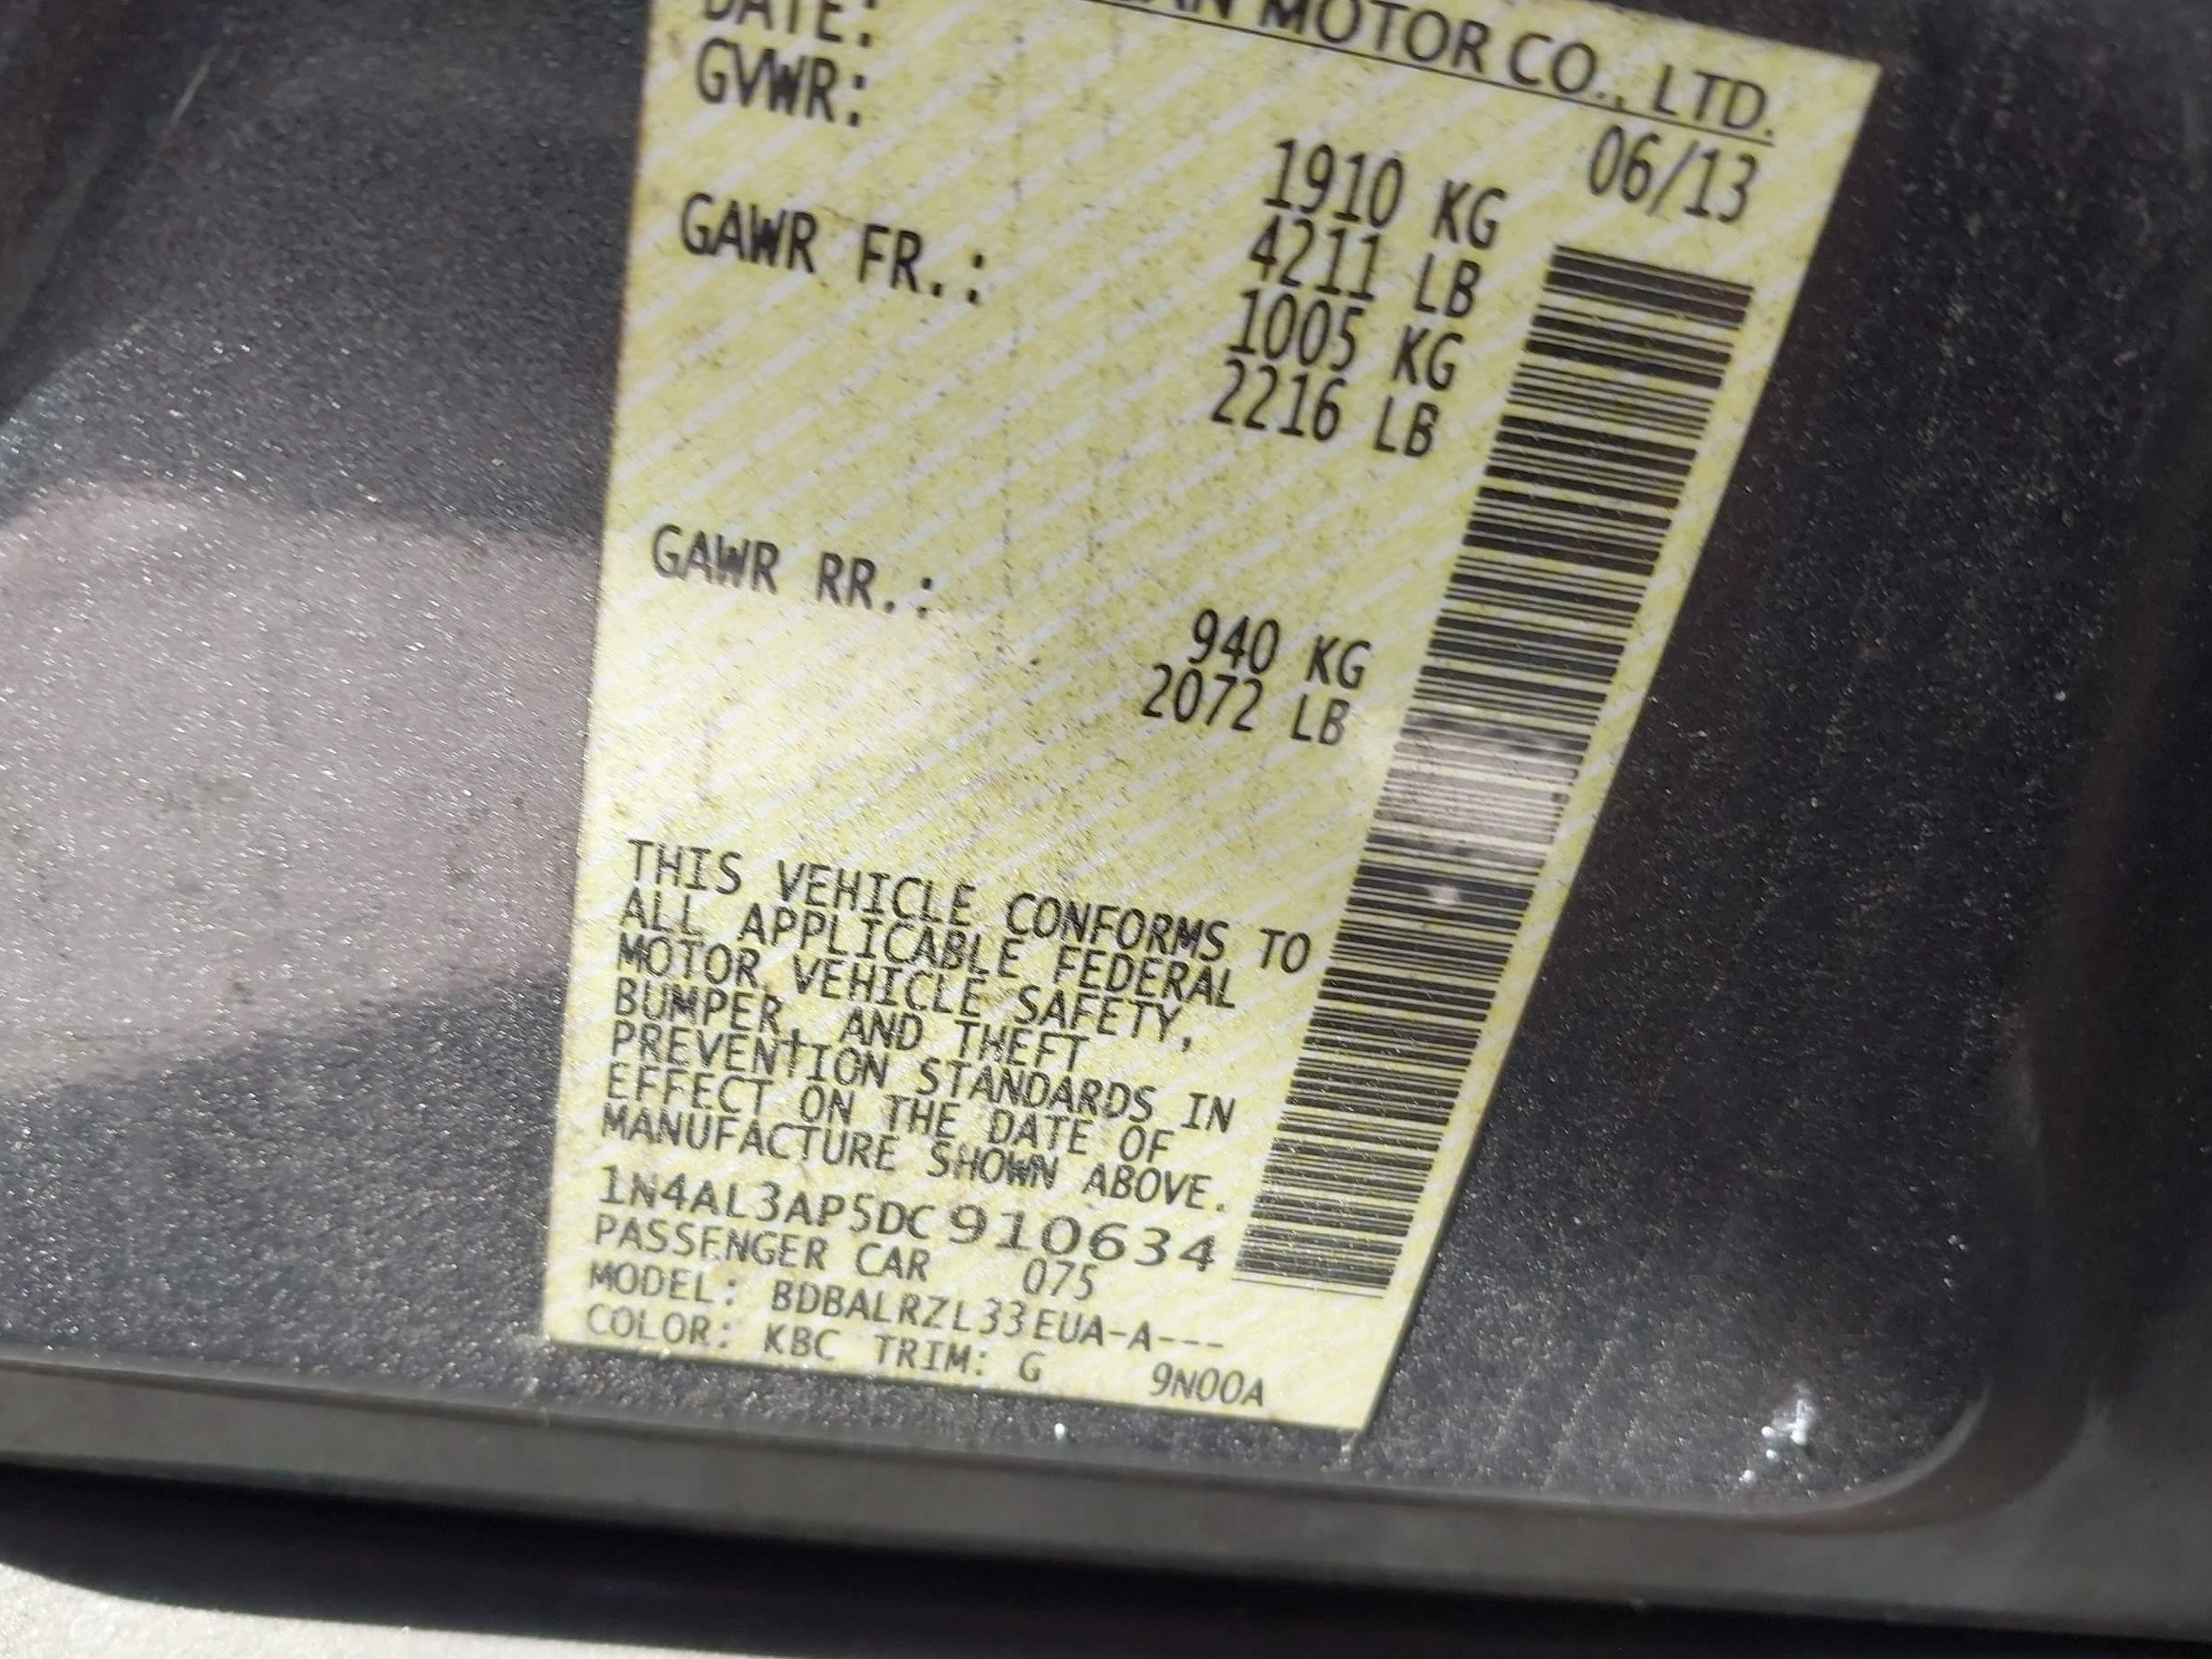 MOTOR CO., LTD.
DATE: 06/13
GVWR: 1910 KG
4211 LB
GAWR FR.: 1005 KG
2216 LB
GAWR RR.: 940 KG
2072 LB
THIS VEHICLE CONFORMS TO
ALL APPLICABLE FEDERAL
MOTOR VEHICLE SAFETY,
BUMPER, AND THEFT
PREVENTION STANDARDS IN
EFFECT ON THE DATE OF
MANUFACTURE SHOWN ABOVE.
1N4AL3AP5DC910634
PASSENGER CAR 075
MODEL: BDBALRZL33EUA-A---
COLOR: KBC TRIM: G 9N00A